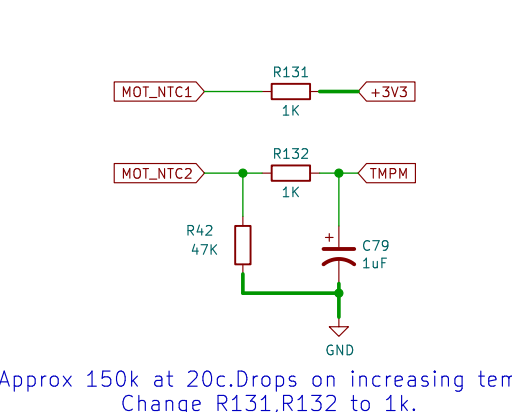 R131
MOT_NTC1
+3V3
1K
R132
MOT_NTC2
TMPM
1K
R42
47K
+
C79
1uF
GND
Approx 150k at 20c.Drops on increasing
Change R131,R132 to 1k.